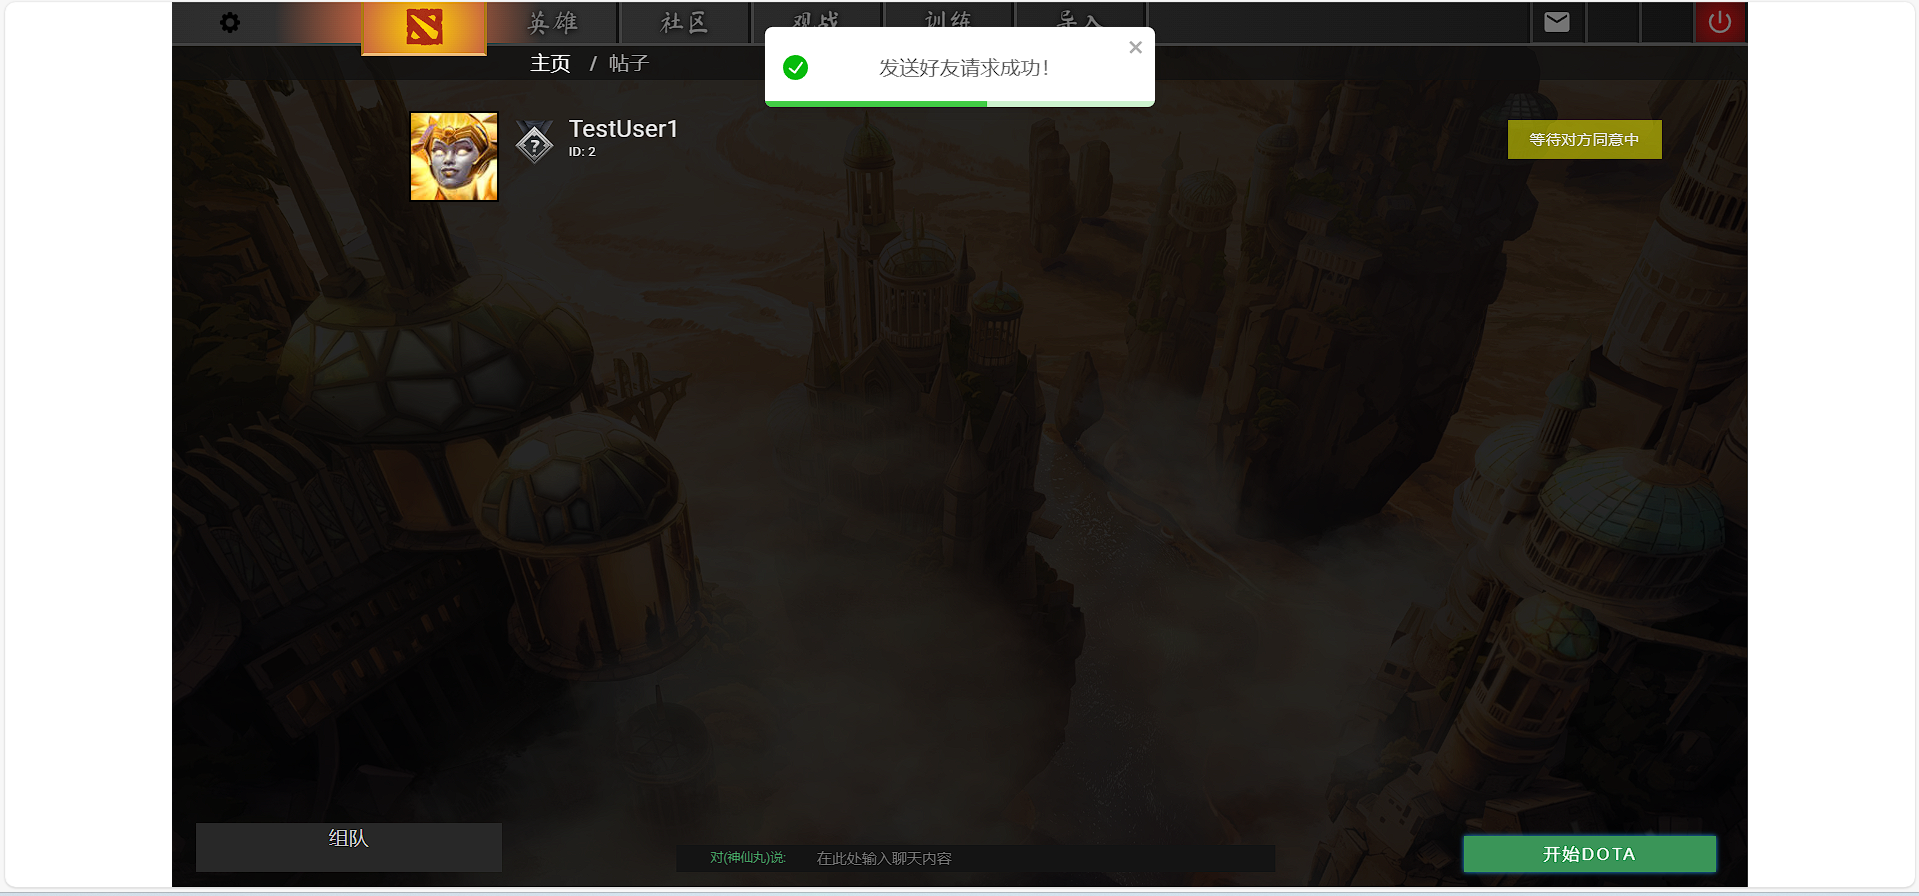 英雄
社区
观战
训练
导入
发送好友请求成功！
主页 / 帖子
TestUser1
ID: 2
等待对方同意中
组队
对(神仙丸)说:
在此处输入聊天内容
开始DOTA